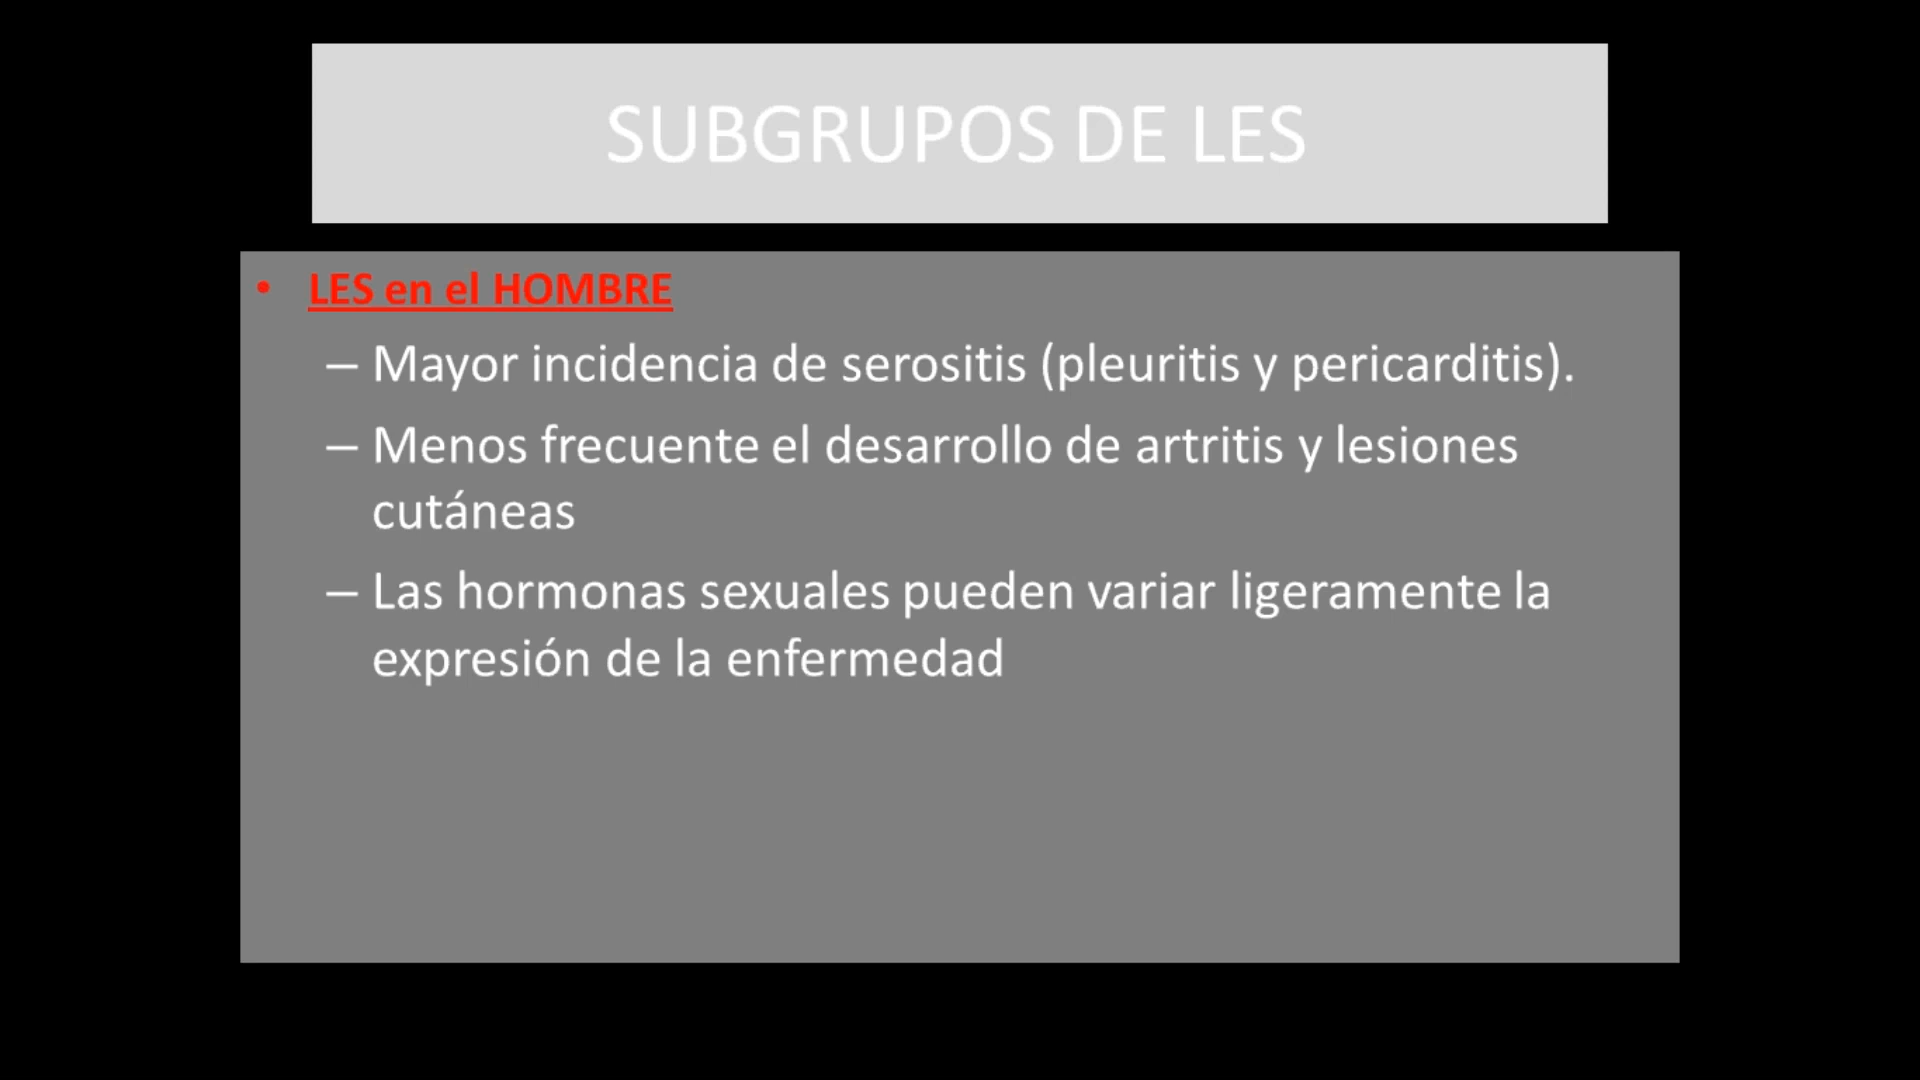 SUBGRUPOS DE LES
• LES en el HOMBRE
– Mayor incidencia de serositis (pleuritis y pericarditis).
– Menos frecuente el desarrollo de artritis y lesiones
cutáneas
– Las hormonas sexuales pueden variar ligeramente la
expresión de la enfermedad